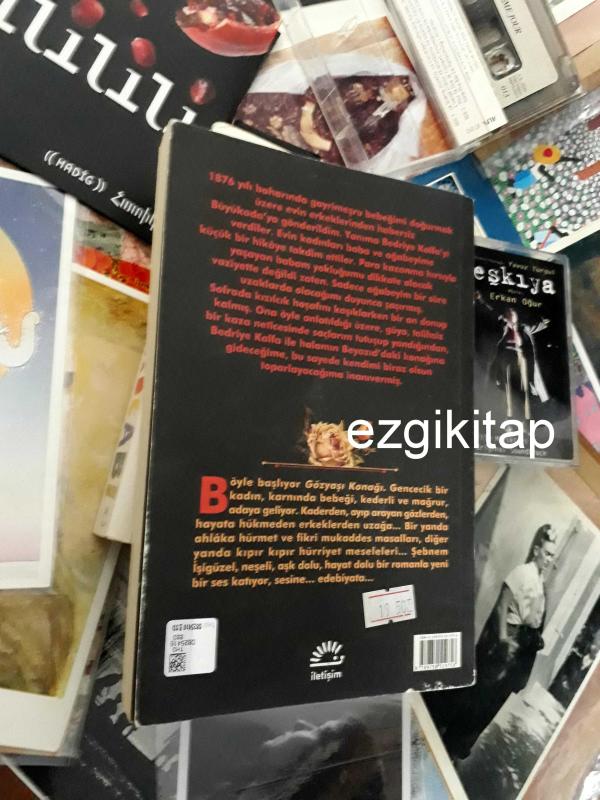 ME JOUR
((HADİG))
1876 yılı baharında gayrimeşru bebeğimi doğurmak
üzere evin erkeklerinden habersiz
Büyükada'ya gönderildim. Yanıma Bedriye Kalfa'yı
verdiler. Evin kadınları baba ve ağabeyime
küçük bir hikâye takdim ettiler. Para kazanma hırsıyla
yaşayan babam yokluğumu dikkate alacak
vaziyette değildi zaten. Sadece ağabeyim bir süre
uzaklarda olacağımı duyunca şaşırmış.
Sofrada kızılcık hoşafını kaşıklarken bir an donup
kalmış. Ona öyle anlatıldığı üzere, güya, talihsiz
bir kaza neticesinde saçlarım tutuşup yandığından,
Bedriye Kalfa ile halamın Beyazıd'daki konağına
gideceğime, bu sayede kendimi biraz olsun
toparlayacağıma inanıvermiş.
Yavuz Turgul
eşkıya
Erkan Oğur
ezgikitap
Böyle başlıyor Gözyaşı Konağı. Gencecik bir
kadın, karnında bebeği, kederli ve mağrur,
adaya geliyor. Kaderden, ayıp arayan gözlerden,
hayata hükmeden erkeklerden uzağa... Bir yanda
ahlâka hürmet ve fikri mukaddes masalları, diğer
yanda kıpır kıpır hürriyet meseleleri... Şebnem
İşigüzel, neşeli, aşk dolu, hayat dolu bir romanla yeni
bir ses katıyor, sesine... edebiyata...
iletişim